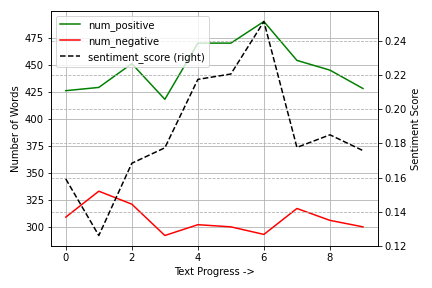 num_positive
num_negative
sentiment_score (right)
475
450
425
400
375
350
325
300
Number of Words
0.24
0.22
0.20
0.18
0.16
0.14
0.12
Sentiment Score
0 2 4 6 8
Text Progress ->